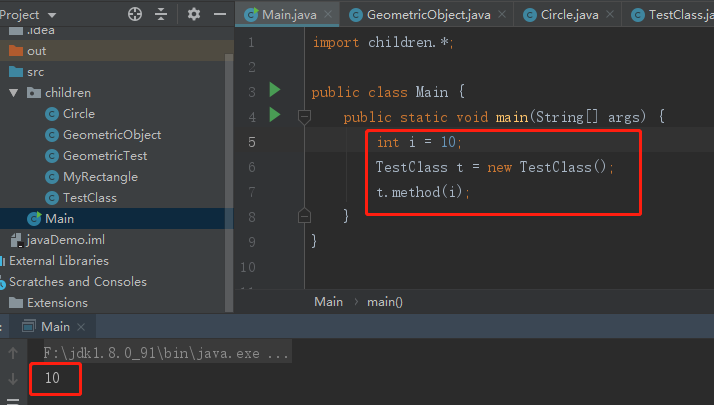 Project
Main.java
GeometricObject.java
Circle.java
TestClass.ja
.idea
out
src
children
Circle
GeometricObject
GeometricTest
MyRectangle
TestClass
Main
javaDemo.iml
External Libraries
Scratches and Consoles
Extensions
1 import children.*;
2
3 public class Main {
4 public static void main(String[] args) {
5 int i = 10;
6 TestClass t = new TestClass();
7 t.method(i);
8 }
9 }
10
Main › main()
: Main
F:\jdk1.8.0_91\bin\java.exe ...
10